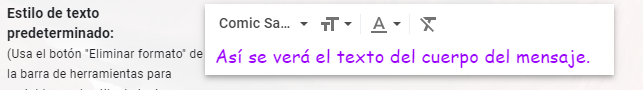 Estilo de texto
predeterminado:
(Usa el botón "Eliminar formato" de
la barra de herramientas para
Comic Sa...
Así se verá el texto del cuerpo del mensaje.